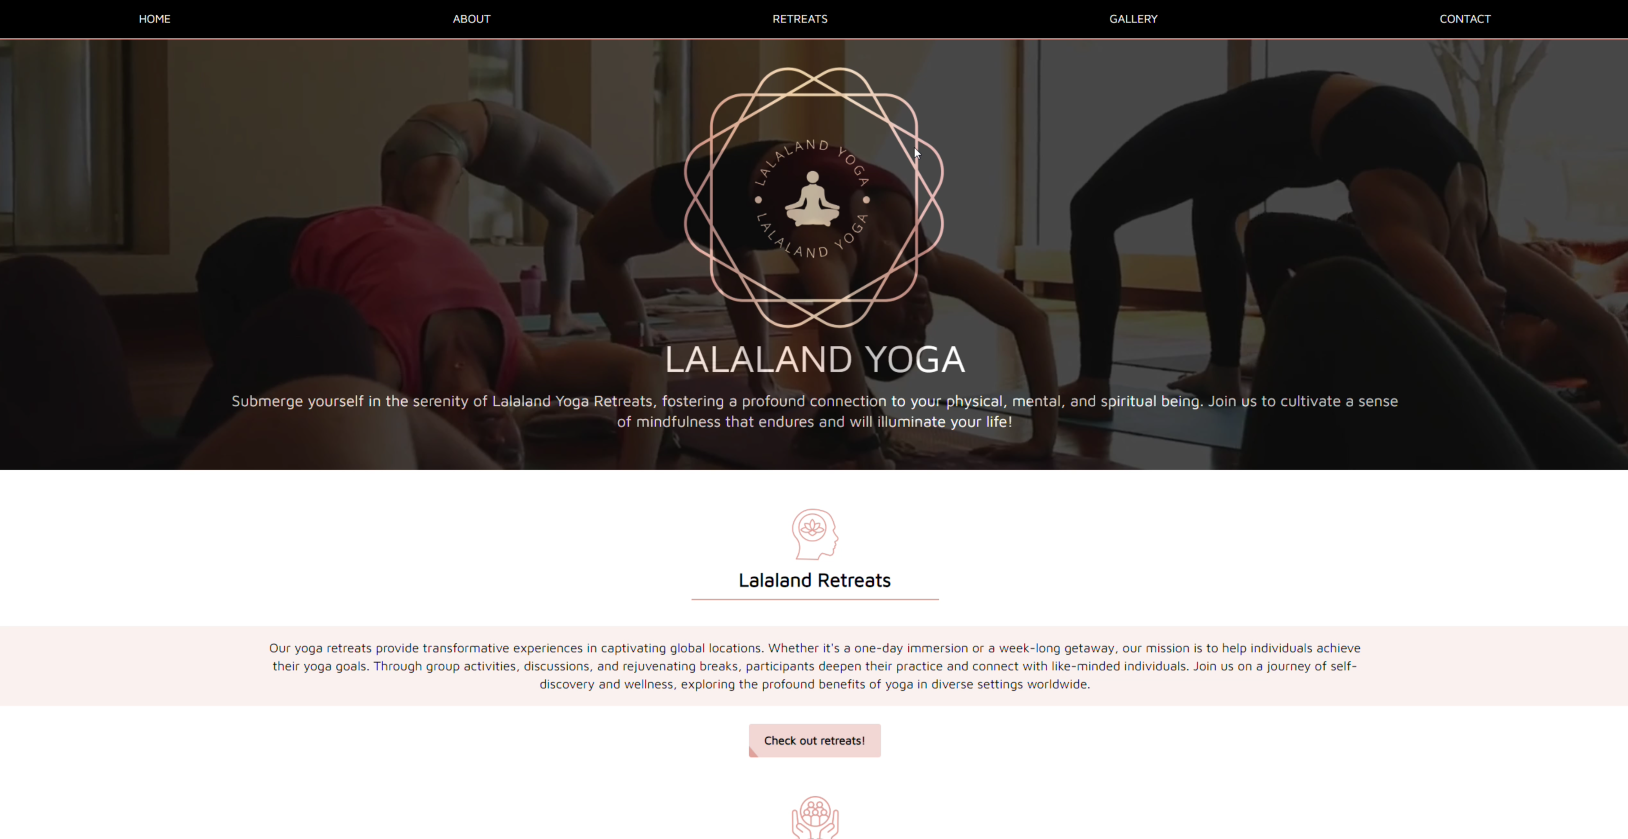 HOME
ABOUT
RETREATS
GALLERY
CONTACT
LALALAND YOGA
LALALAND YOGA
LALALAND YOGA
Submerge yourself in the serenity of Lalaland Yoga Retreats, fostering a profound connection to your physical, mental, and spiritual being. Join us to cultivate a sense
of mindfulness that endures and will illuminate your life!
Lalaland Retreats
Our yoga retreats provide transformative experiences in captivating global locations. Whether it's a one-day immersion or a week-long getaway, our mission is to help individuals achieve
their yoga goals. Through group activities, discussions, and rejuvenating breaks, participants deepen their practice and connect with like-minded individuals. Join us on a journey of self-
discovery and wellness, exploring the profound benefits of yoga in diverse settings worldwide.
Check out retreats!